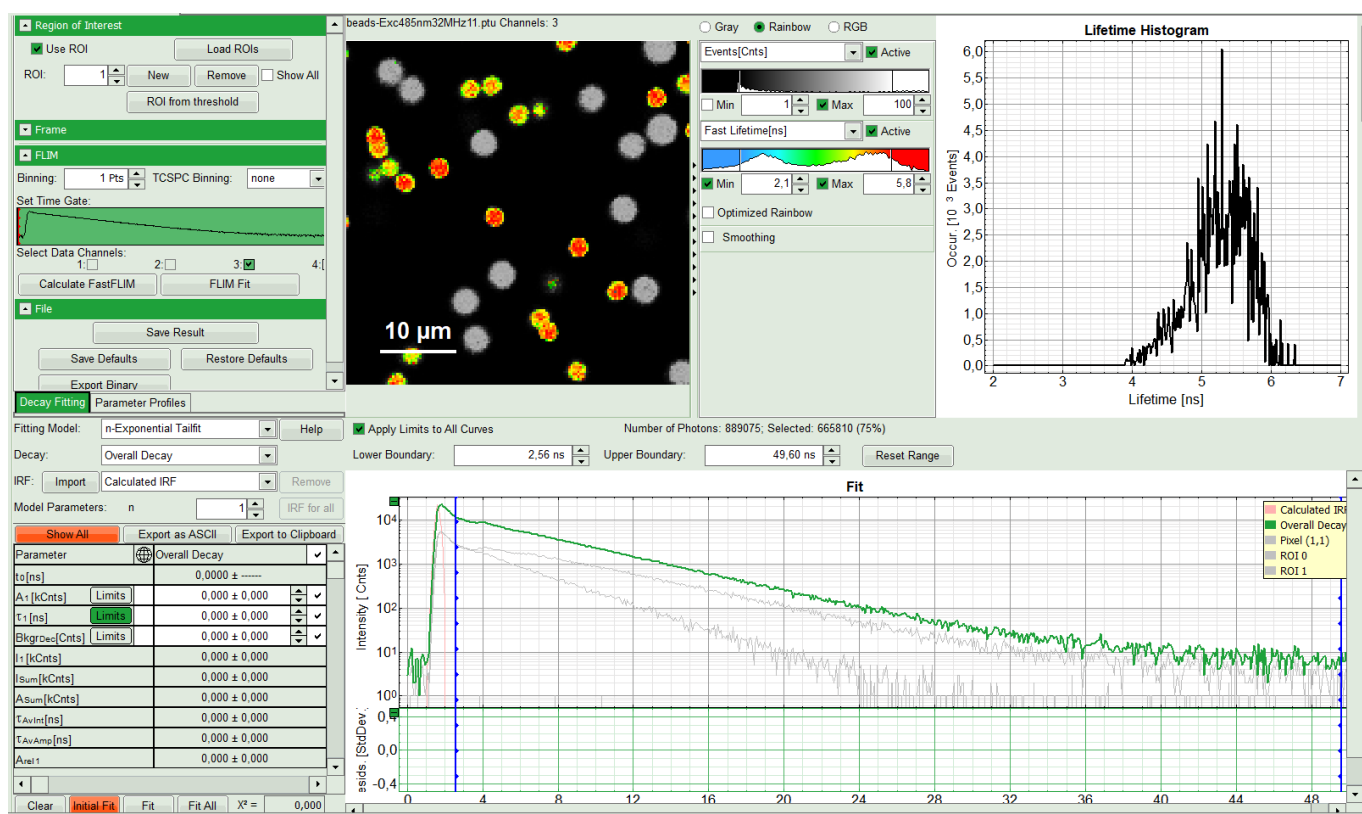 Region of Interest
Use ROI
Load ROIs
ROI:
1
New
Remove
Show All
ROI from threshold
Frame
FLIM
Binning:
1 Pts
TCSPC Binning:
none
Set Time Gate:
Select Data Channels:
1:
2:
3:
4:[
Calculate FastFLIM
FLIM Fit
File
Save Result
Save Defaults
Restore Defaults
Export Binary
beads-Exc485nm32MHz11.ptu Channels: 3
10 µm
Gray
Rainbow
RGB
Events[Cnts]
Active
Min
1
Max
100
Fast Lifetime[ns]
Active
Min
2,1
Max
5,8
Optimized Rainbow
Smoothing
Lifetime Histogram
Occur. [10 3 Events]
6,0
5,5
5,0
4,5
4,0
3,5
3,0
2,5
2,0
1,5
1,0
0,5
0,0
2 3 4 5 6 7
Lifetime [ns]
Decay Fitting
Parameter Profiles
Fitting Model:
n-Exponential Tailfit
Help
Decay:
Overall Decay
IRF:
Import
Calculated IRF
Remove
Model Parameters:
n
1
IRF for all
Show All
Export as ASCII
Export to Clipboard
Parameter
Overall Decay
to[ns]
0,0000 ± ------
A1[kCnts]
Limits
0,000 ± 0,000
τ1[ns]
Limits
0,000 ± 0,000
BkgrDec[Cnts]
Limits
0,000 ± 0,000
I1[kCnts]
0,000 ± 0,000
ISum[kCnts]
0,000 ± 0,000
ASum[kCnts]
0,000 ± 0,000
τAvInt[ns]
0,000 ± 0,000
τAvAmp[ns]
0,000 ± 0,000
Arel1
0,000 ± 0,000
Clear
Initial Fit
Fit
Fit All
X² =
0,000
Apply Limits to All Curves
Number of Photons: 889075; Selected: 665810 (75%)
Lower Boundary:
2,56 ns
Upper Boundary:
49,60 ns
Reset Range
Fit
Intensity [ Cnts]
10⁴
10³
10²
10¹
10⁰
Calculated IRF
Overall Decay
Pixel (1,1)
ROI 0
ROI 1
esids. [StdDev.
0,4
0,0
-0,4
0 4 8 12 16 20 24 28 32 36 40 44 48